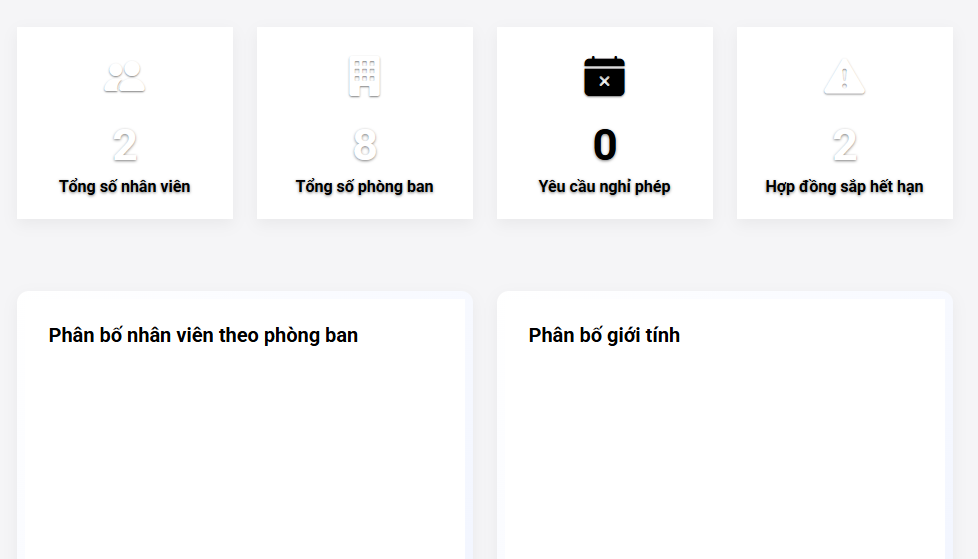 2
8
0
2
Tổng số nhân viên
Tổng số phòng ban
Yêu cầu nghỉ phép
Hợp đồng sắp hết hạn
Phân bố nhân viên theo phòng ban
Phân bố giới tính